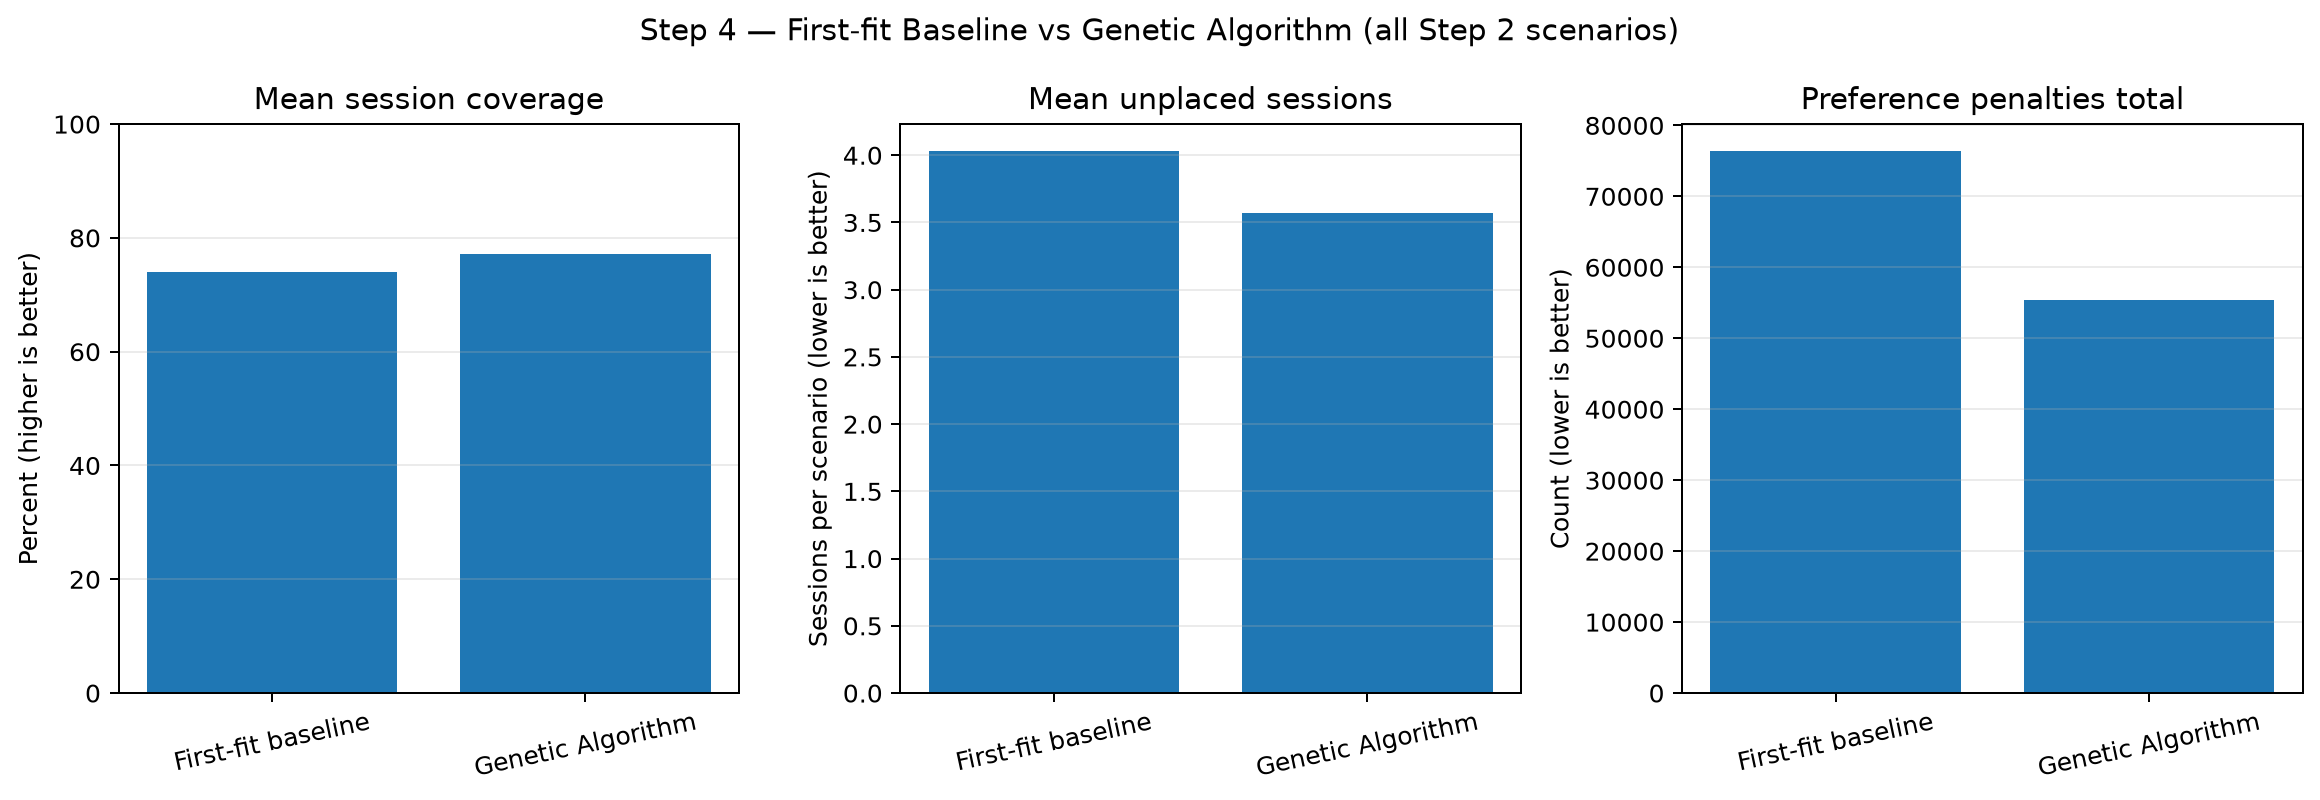 Step 4 — First-fit Baseline vs Genetic Algorithm (all Step 2 scenarios)
Mean session coverage
Percent (higher is better)
100
80
60
40
20
0
First-fit baseline
Genetic Algorithm
Mean unplaced sessions
Sessions per scenario (lower is better)
4.0
3.5
3.0
2.5
2.0
1.5
1.0
0.5
0.0
First-fit baseline
Genetic Algorithm
Preference penalties total
Count (lower is better)
80000
70000
60000
50000
40000
30000
20000
10000
0
First-fit baseline
Genetic Algorithm